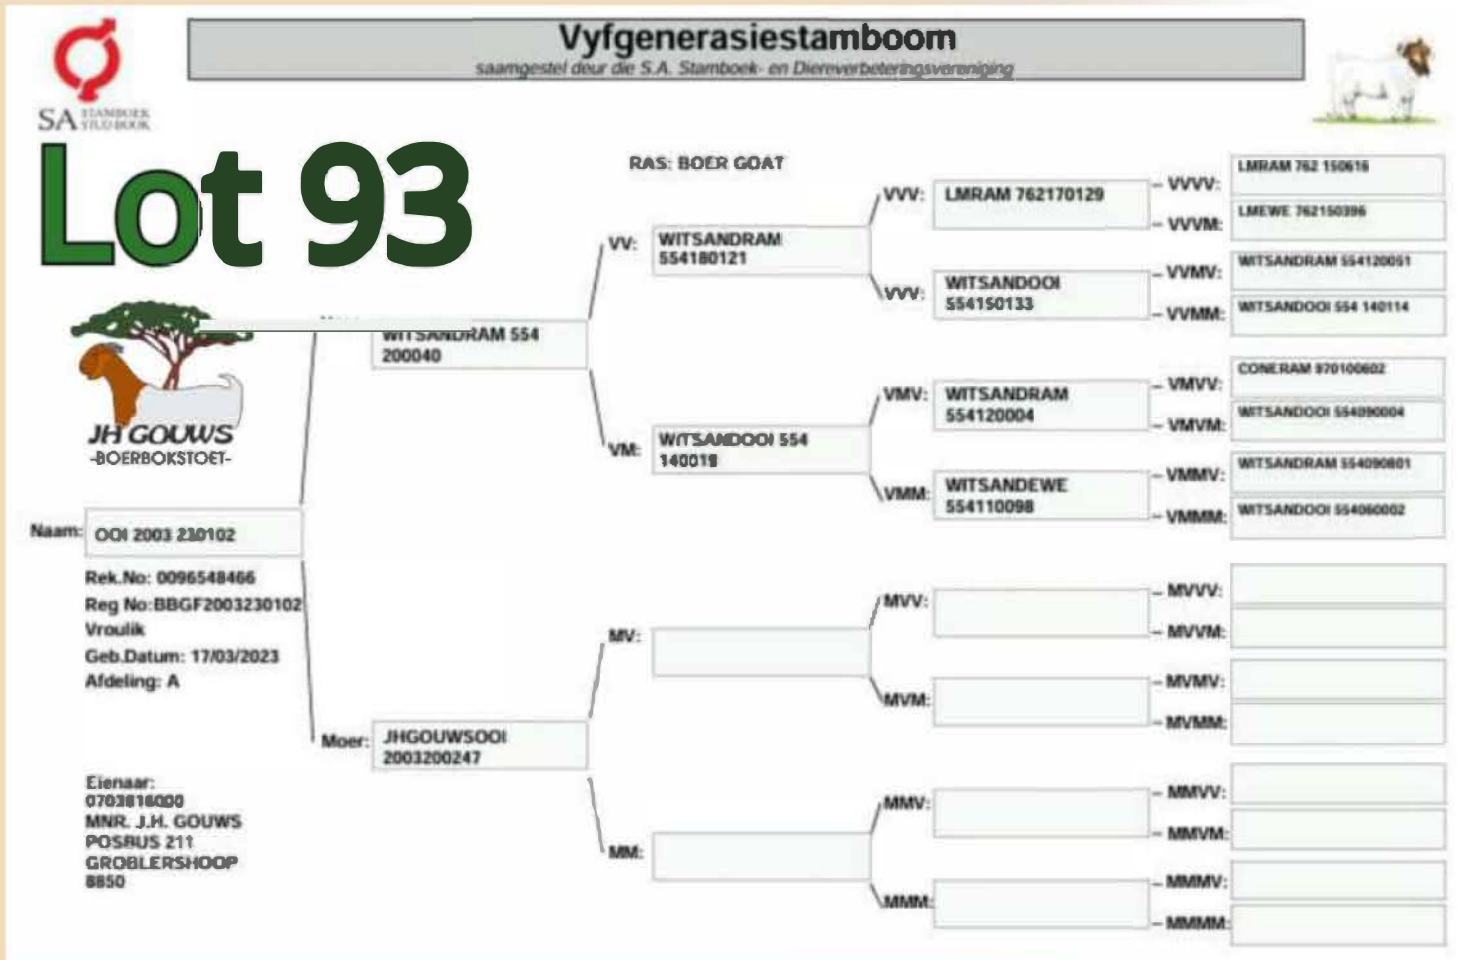 Vyfgenerasiestamboom
saamgestel deur die S.A. Stamboek- en Diereverbeteringsvereniging
SA STAMBOEK
STUDBOOK
Lot 93
RAS: BOER GOAT
JH GOUWS
-BOERBOKSTOET-
Naam: OOI 2003 230102
Rek.No: 0096548466
Reg No:BBGF2003230102
Vroulik
Geb.Datum: 17/03/2023
Afdeling: A
Eienaar:
0703816000
MNR. J.H. GOUWS
POSBUS 211
GROBLERSHOOP
8850
WITSANDRAM 554
200040
Moer: JHGOUWSOOI
2003200247
VV: WITSANDRAM
554180121
VM: WITSANDOOI 554
140019
MV:
MM:
VVV: LMRAM 762170129
VVV: WITSANDOOI
554150133
VMV: WITSANDRAM
554120004
VMM: WITSANDEWE
554110098
MVV:
MVM:
MMV:
MMM:
VVVV: LMRAM 762 150616
VVVM: LMEWE 762150396
VVMV: WITSANDRAM 554120051
VVMM: WITSANDOOI 554 140114
VMVV: CONERAM 970100602
VMVM: WITSANDOOI 554090004
VMMV: WITSANDRAM 554090801
VMMM: WITSANDOOI 554060002
MVVV:
MVVM:
MVMV:
MVMM:
MMVV:
MMVM:
MMMV:
MMMM: